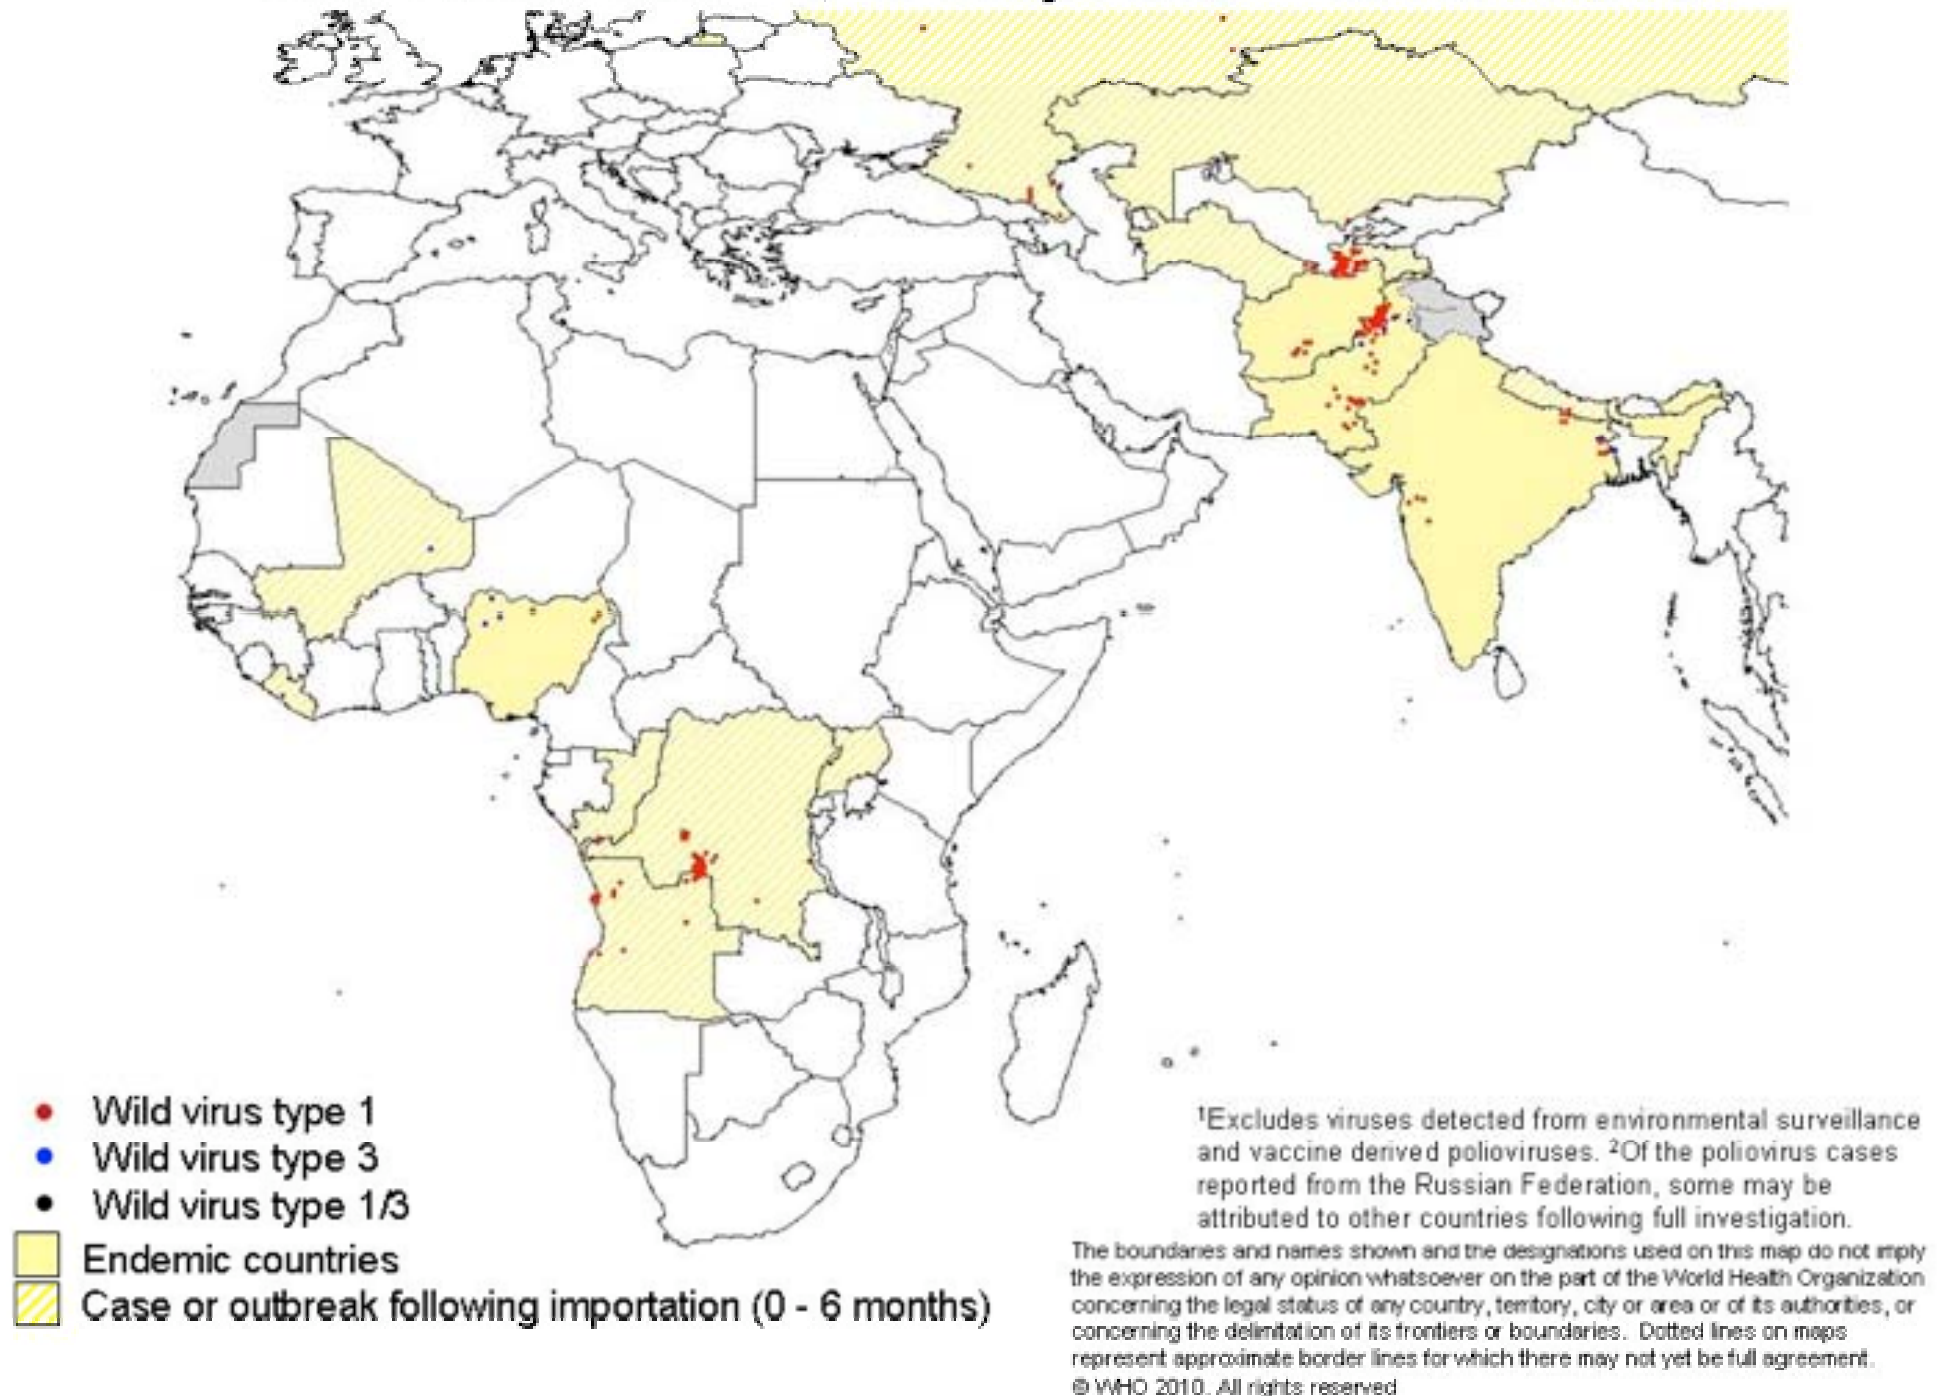 Wild virus type 1
Wild virus type 3
Wild virus type 1/3
Endemic countries
Case or outbreak following importation (0 - 6 months)
¹Excludes viruses detected from environmental surveillance
and vaccine derived polioviruses. ²Of the poliovirus cases
reported from the Russian Federation, some may be
attributed to other countries following full investigation.
The boundaries and names shown and the designations used on this map do not imply
the expression of any opinion whatsoever on the part of the World Health Organization
concerning the legal status of any country, territory, city or area or of its authorities, or
concerning the delimitation of its frontiers or boundaries. Dotted lines on maps
represent approximate border lines for which there may not yet be full agreement.
© WHO 2010. All rights reserved